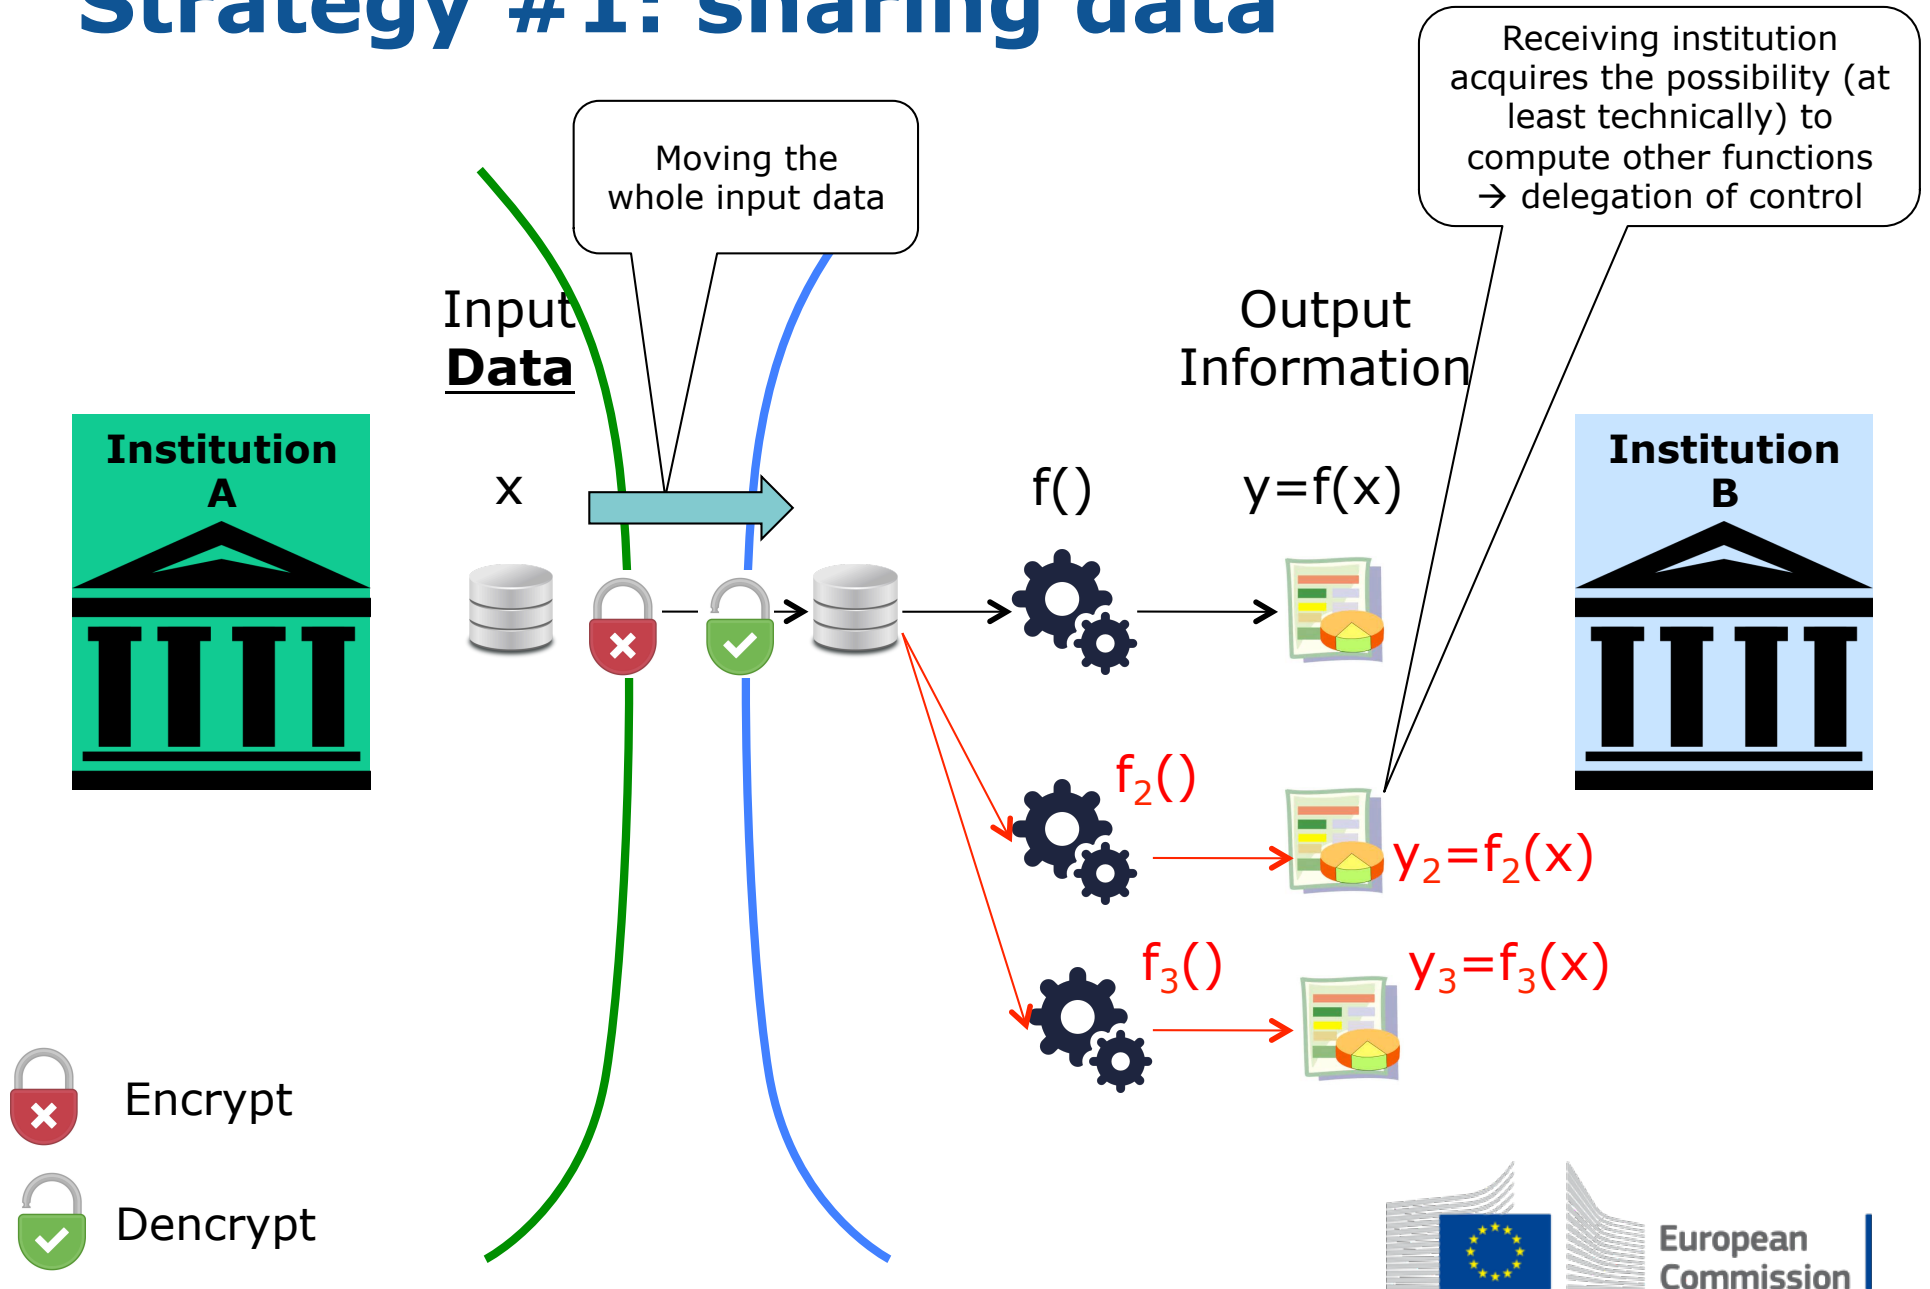 Strategy #1: sharing data
Receiving institution
acquires the possibility (at
least technically) to
compute other functions
→ delegation of control
Moving the
whole input data
Input
Data
Output
Information
Institution
A
Institution
B
x
f()
y=f(x)
f2()
y2=f2(x)
f3()
y3=f3(x)
Encrypt
Dencrypt
European
Commission